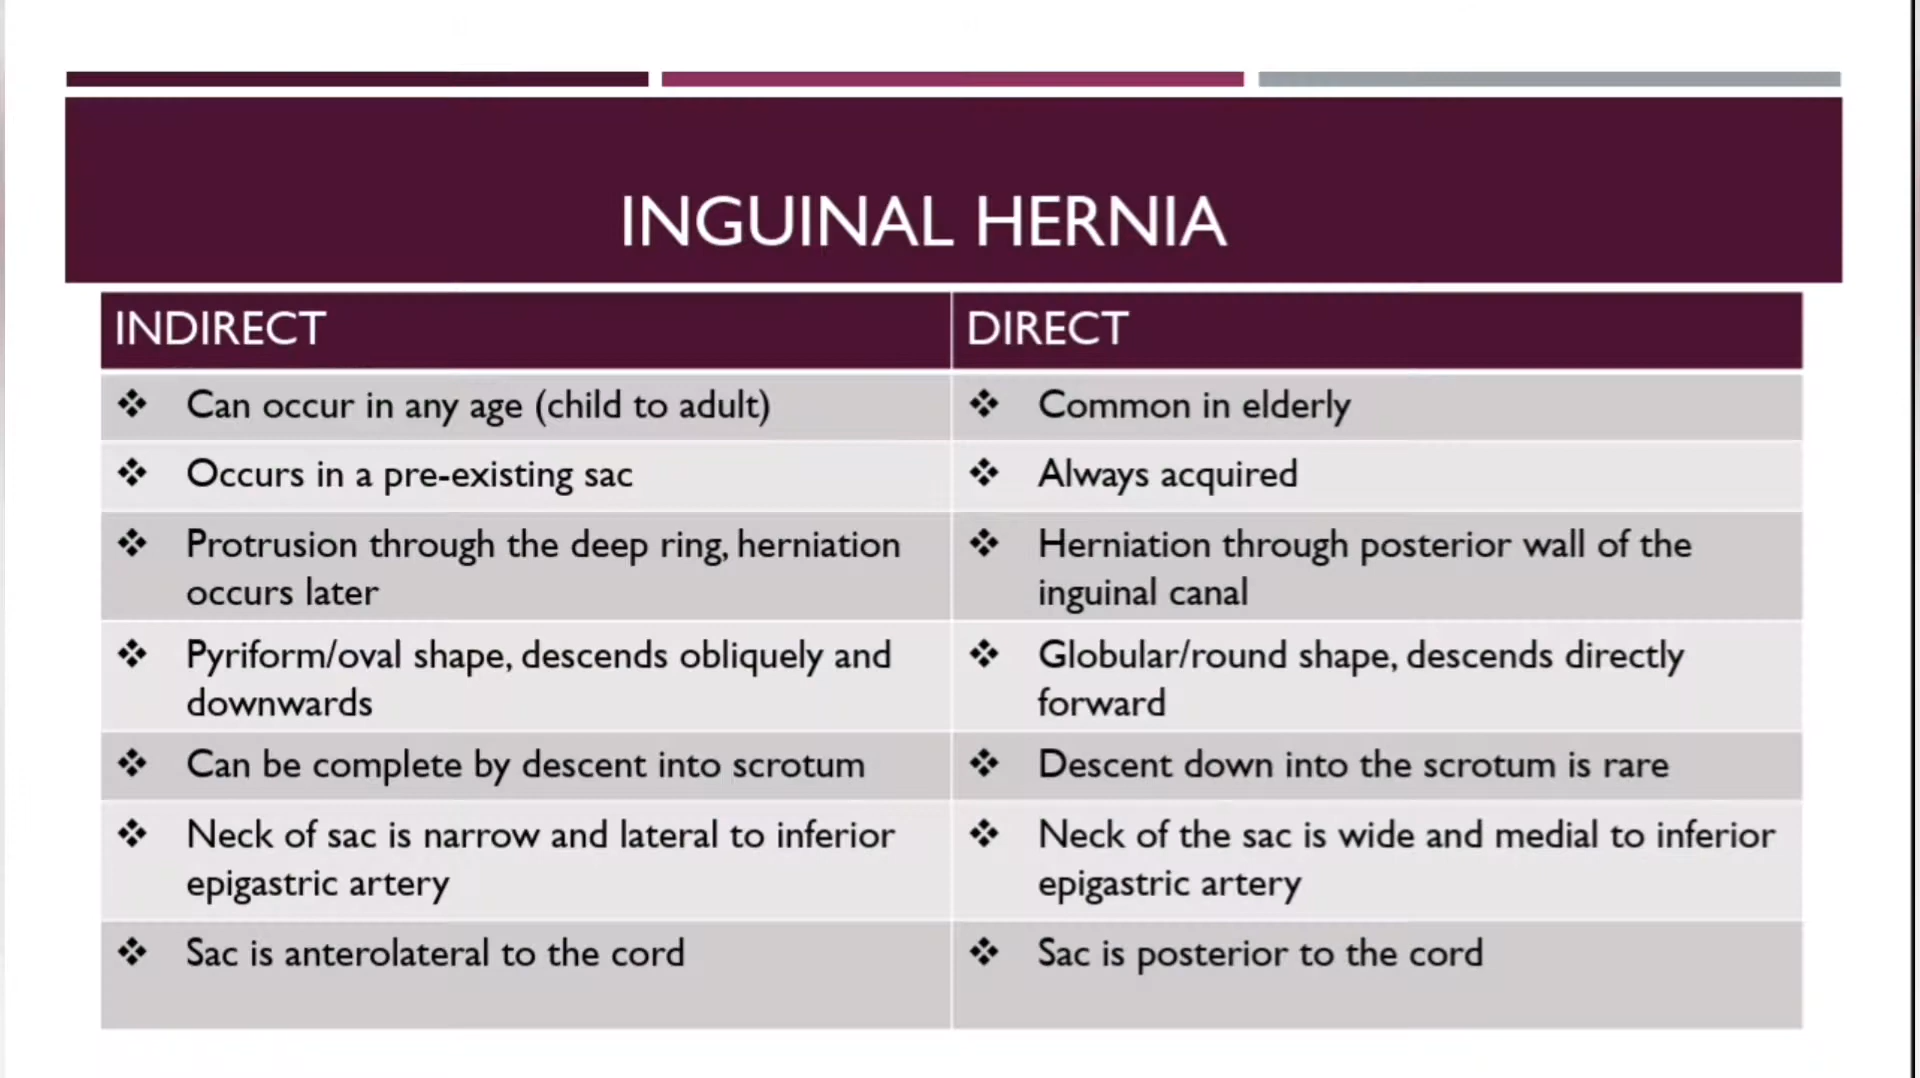 INGUINAL HERNIA
INDIRECT
DIRECT
❖ Can occur in any age (child to adult)
❖ Common in elderly
❖ Occurs in a pre-existing sac
❖ Always acquired
❖ Protrusion through the deep ring, herniation
occurs later
❖ Herniation through posterior wall of the
inguinal canal
❖ Pyriform/oval shape, descends obliquely and
downwards
❖ Globular/round shape, descends directly
forward
❖ Can be complete by descent into scrotum
❖ Descent down into the scrotum is rare
❖ Neck of sac is narrow and lateral to inferior
epigastric artery
❖ Neck of the sac is wide and medial to inferior
epigastric artery
❖ Sac is anterolateral to the cord
❖ Sac is posterior to the cord